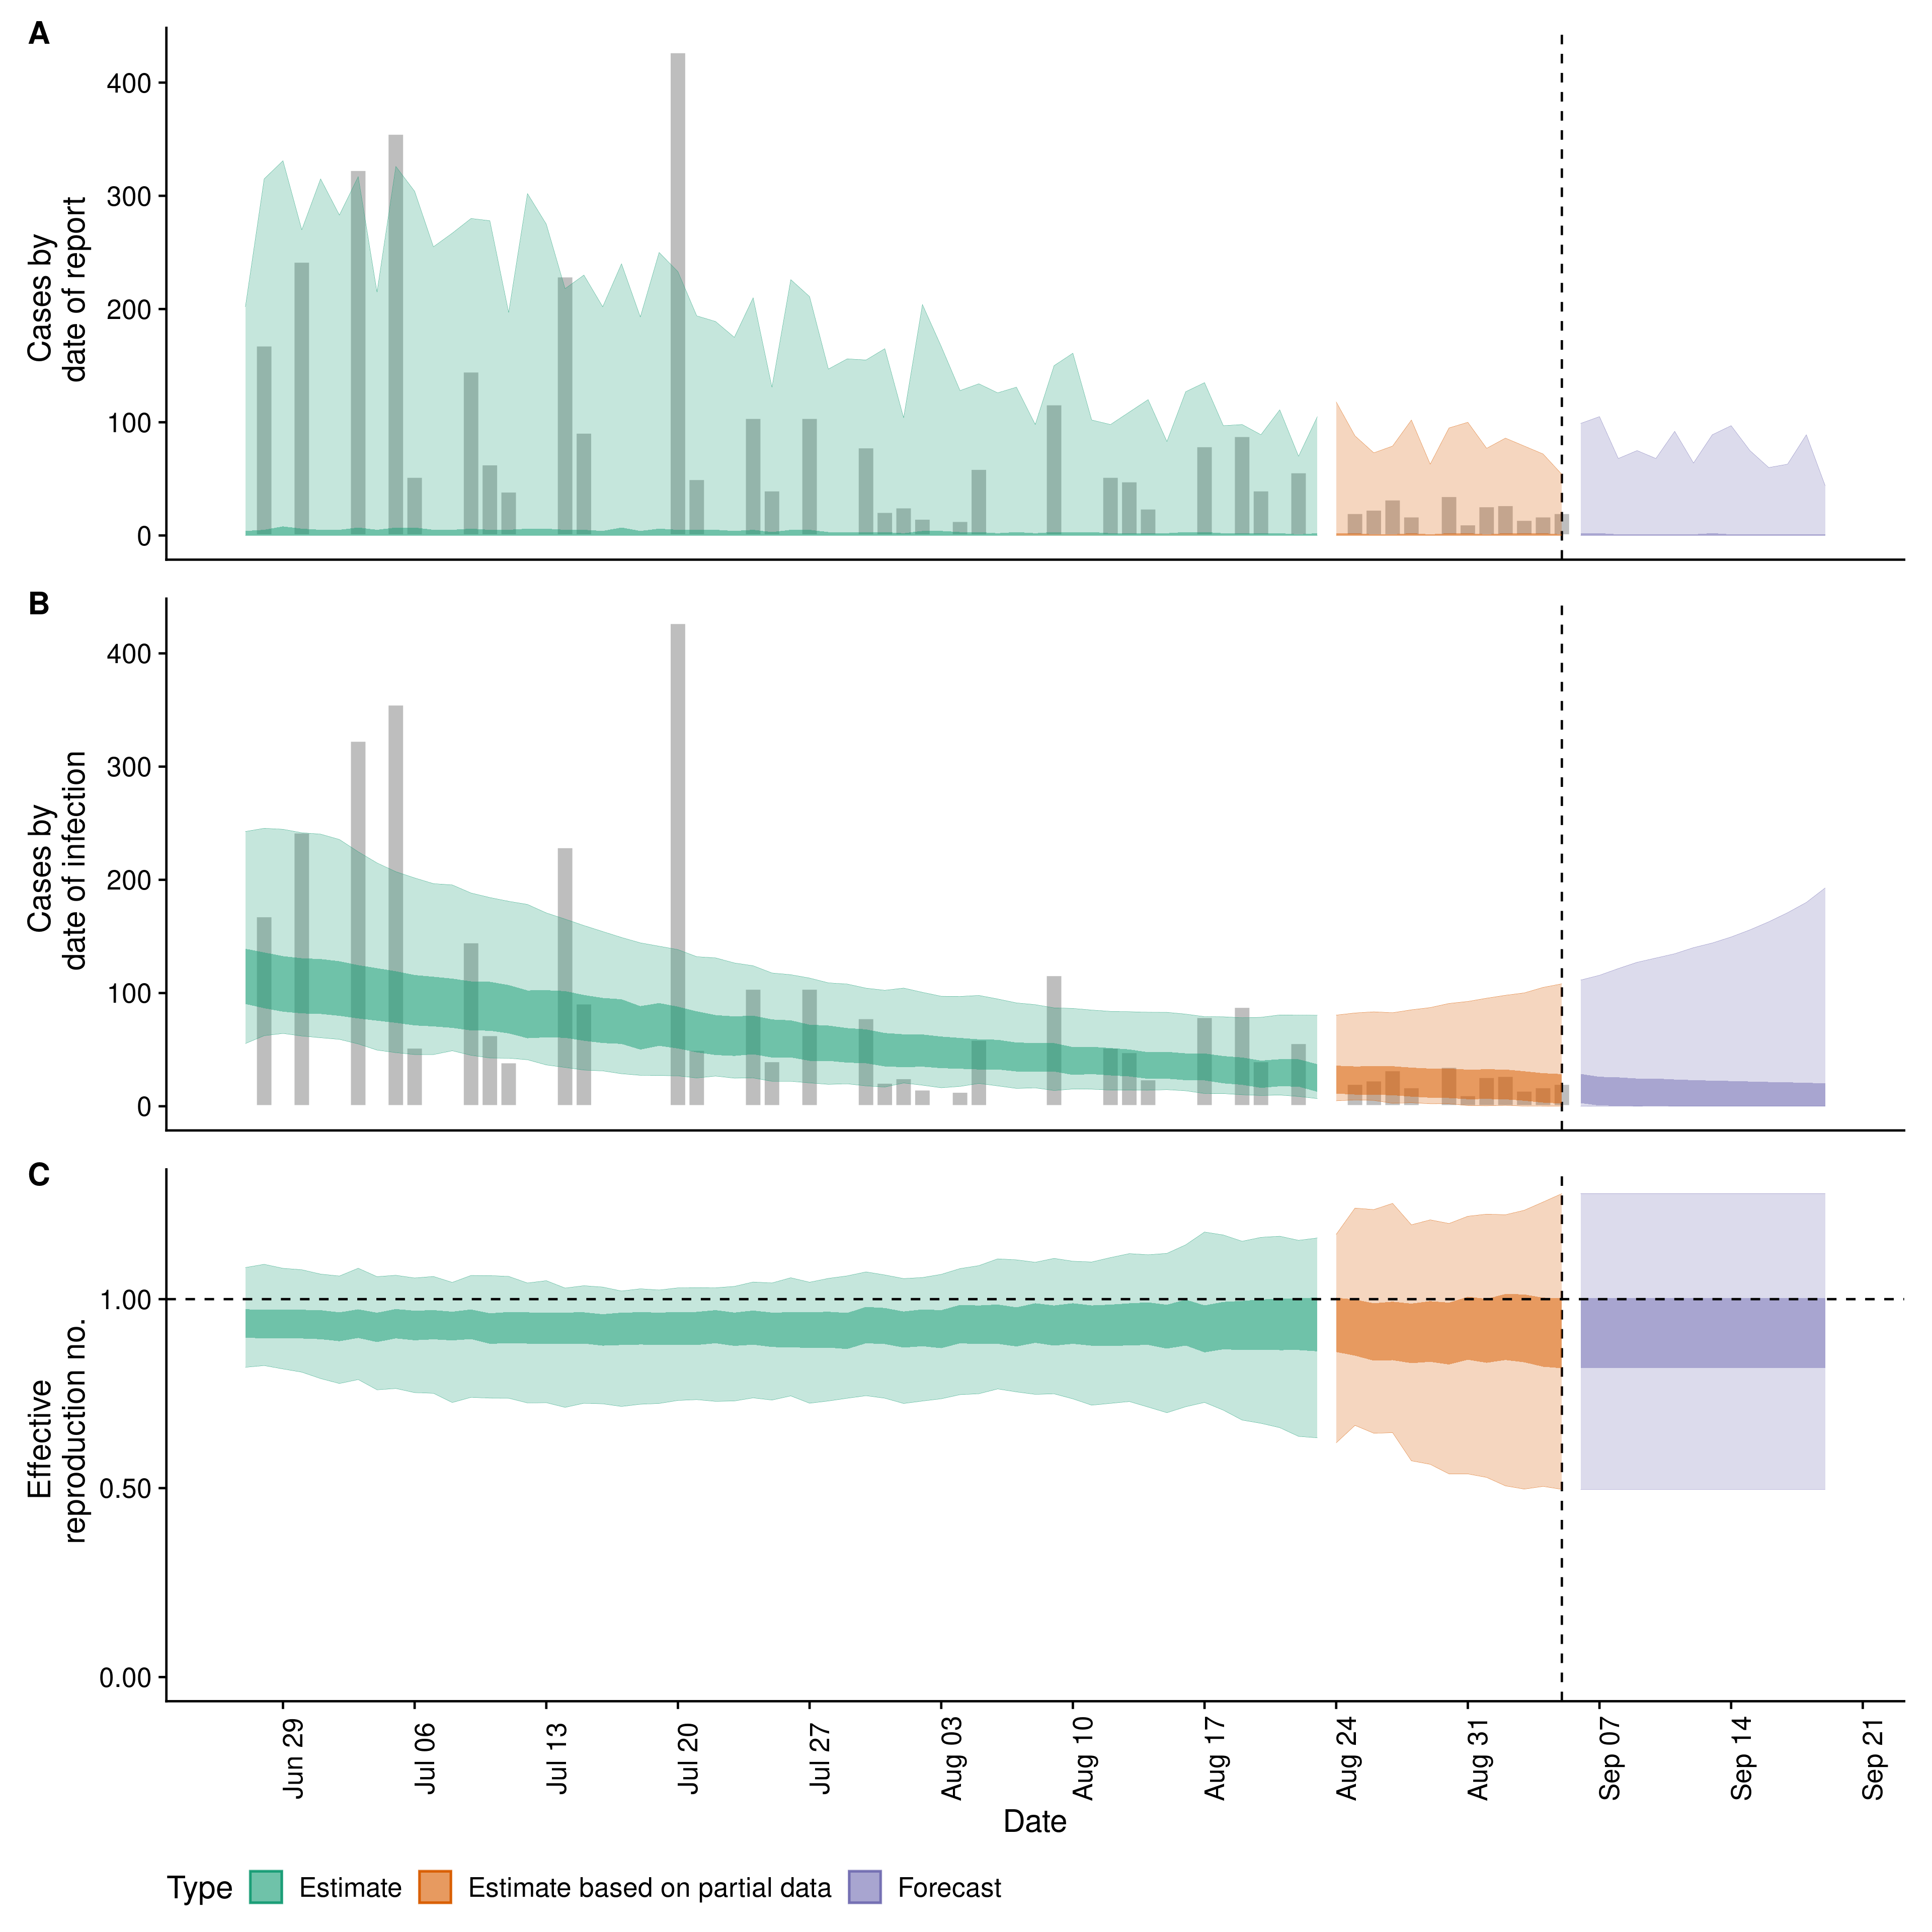 A
Cases by
date of report
400
300
200
100
0
B
Cases by
date of infection
400
300
200
100
0
C
Effective
reproduction no.
1.00
0.50
0.00
Jun 29
Jul 06
Jul 13
Jul 20
Jul 27
Aug 03
Aug 10
Aug 17
Aug 24
Aug 31
Sep 07
Sep 14
Sep 21
Date
Type Estimate Estimate based on partial data Forecast